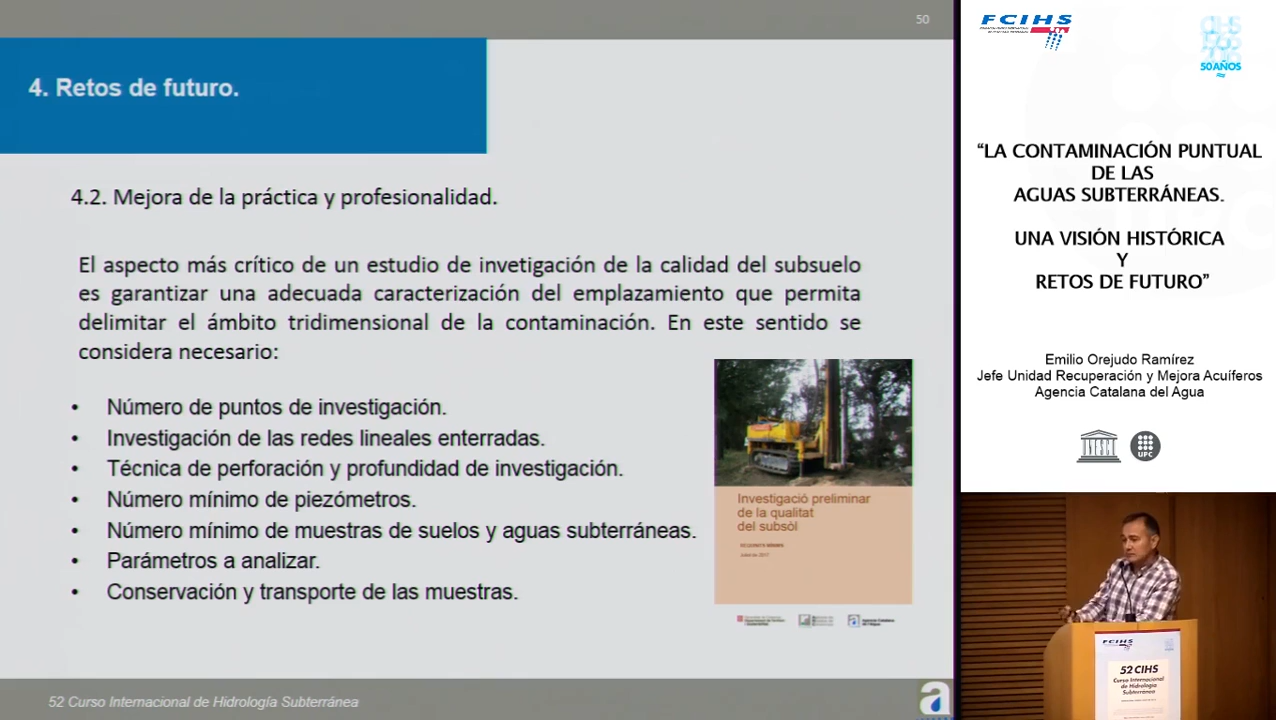 50
4. Retos de futuro.
4.2. Mejora de la práctica y profesionalidad.
El aspecto más crítico de un estudio de invetigación de la calidad del subsuelo
es garantizar una adecuada caracterización del emplazamiento que permita
delimitar el ámbito tridimensional de la contaminación. En este sentido se
considera necesario:
• Número de puntos de investigación.
• Investigación de las redes lineales enterradas.
• Técnica de perforación y profundidad de investigación.
• Número mínimo de piezómetros.
• Número mínimo de muestras de suelos y aguas subterráneas.
• Parámetros a analizar.
• Conservación y transporte de las muestras.
Investigació preliminar
de la qualitat
del subsòl
52 Curso Internacional de Hidrología Subterránea
a
FCIHS
50 AÑOS
“LA CONTAMINACIÓN PUNTUAL
DE LAS
AGUAS SUBTERRÁNEAS.
UNA VISIÓN HISTÓRICA
Y
RETOS DE FUTURO”
Emilio Orejudo Ramírez
Jefe Unidad Recuperación y Mejora Acuíferos
Agencia Catalana del Agua
UPC
FCIHS
52 CIHS
Curso Internacional
de Hidrología
Subterránea